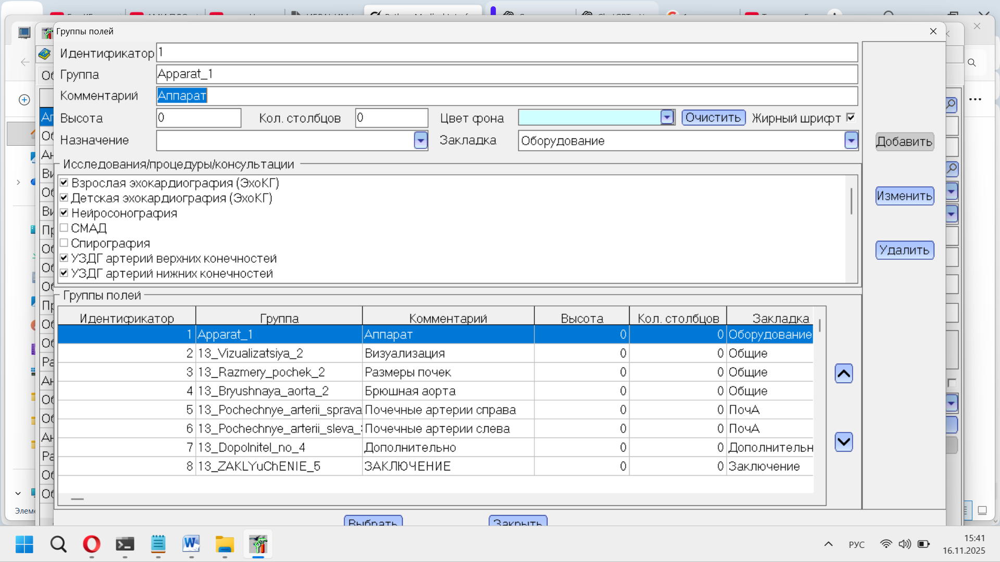 Группы полей
Идентификатор 1
Группа Apparat_1
Комментарий Аппарат
Высота 0 Кол. столбцов 0 Цвет фона Очистить Жирный шрифт
Назначение Закладка Оборудование
Добавить
Изменить
Удалить
Исследования/процедуры/консультации
Взрослая эхокардиография (ЭхоКГ)
Детская эхокардиография (ЭхоКГ)
Нейросонография
СМАД
Спирография
УЗДГ артерий верхних конечностей
УЗДГ артерий нижних конечностей
Группы полей
Идентификатор Группа Комментарий Высота Кол. столбцов Закладка
1 Apparat_1 Аппарат 0 0 Оборудование
2 13_Vizualizatsiya_2 Визуализация 0 0 Общие
3 13_Razmery_pochek_2 Размеры почек 0 0 Общие
4 13_Bryushnaya_aorta_2 Брюшная аорта 0 0 Общие
5 13_Pochechnye_arterii_sprava Почечные артерии справа 0 0 ПочА
6 13_Pochechnye_arterii_sleva_ Почечные артерии слева 0 0 ПочА
7 13_Dopolnitel_no_4 Дополнительно 0 0 Дополнительн
8 13_ZAKLYuChENIE_5 ЗАКЛЮЧЕНИЕ 0 0 Заключение
Выбрать Закрыть
Элеме
РУС
15:41
16.11.2025